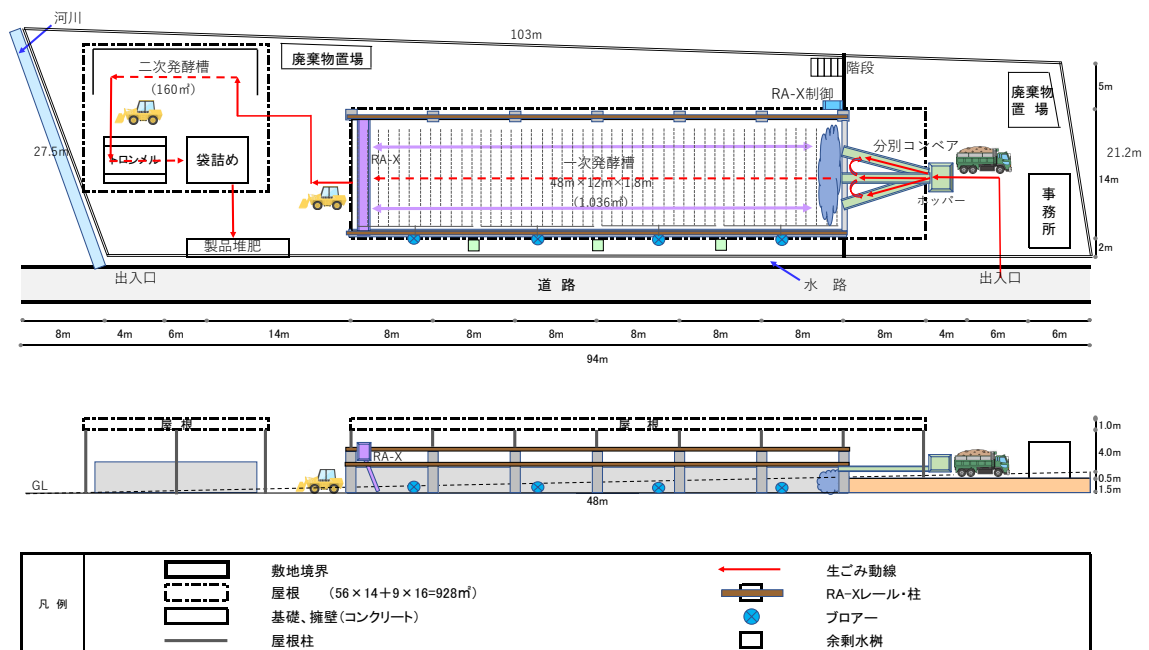 河川
103m
二次発酵槽
(160㎡)
廃棄物置場
階段
RA-X制御
廃棄物
置 場
5m
27.5m
トロンメル
袋詰め
RA-X
一次発酵槽
48m×12m×1.8m
(1.036㎥)
分別コンベア
ホッパー
21.2m
14m
事務所
製品堆肥
2m
出入口
道 路
水 路
出入口
8m 4m 6m 14m 8m 8m 8m 8m 8m 8m 8m 4m 6m 6m
94m
屋 根
屋 根
1.0m
RA-X
4.0m
GL
0.5m
1.5m
48m
凡 例
敷地境界
生ごみ動線
屋根 (56×14+9×16=928㎡)
RA-Xレール・柱
基礎、擁壁(コンクリート)
ブロアー
屋根柱
余剰水桝